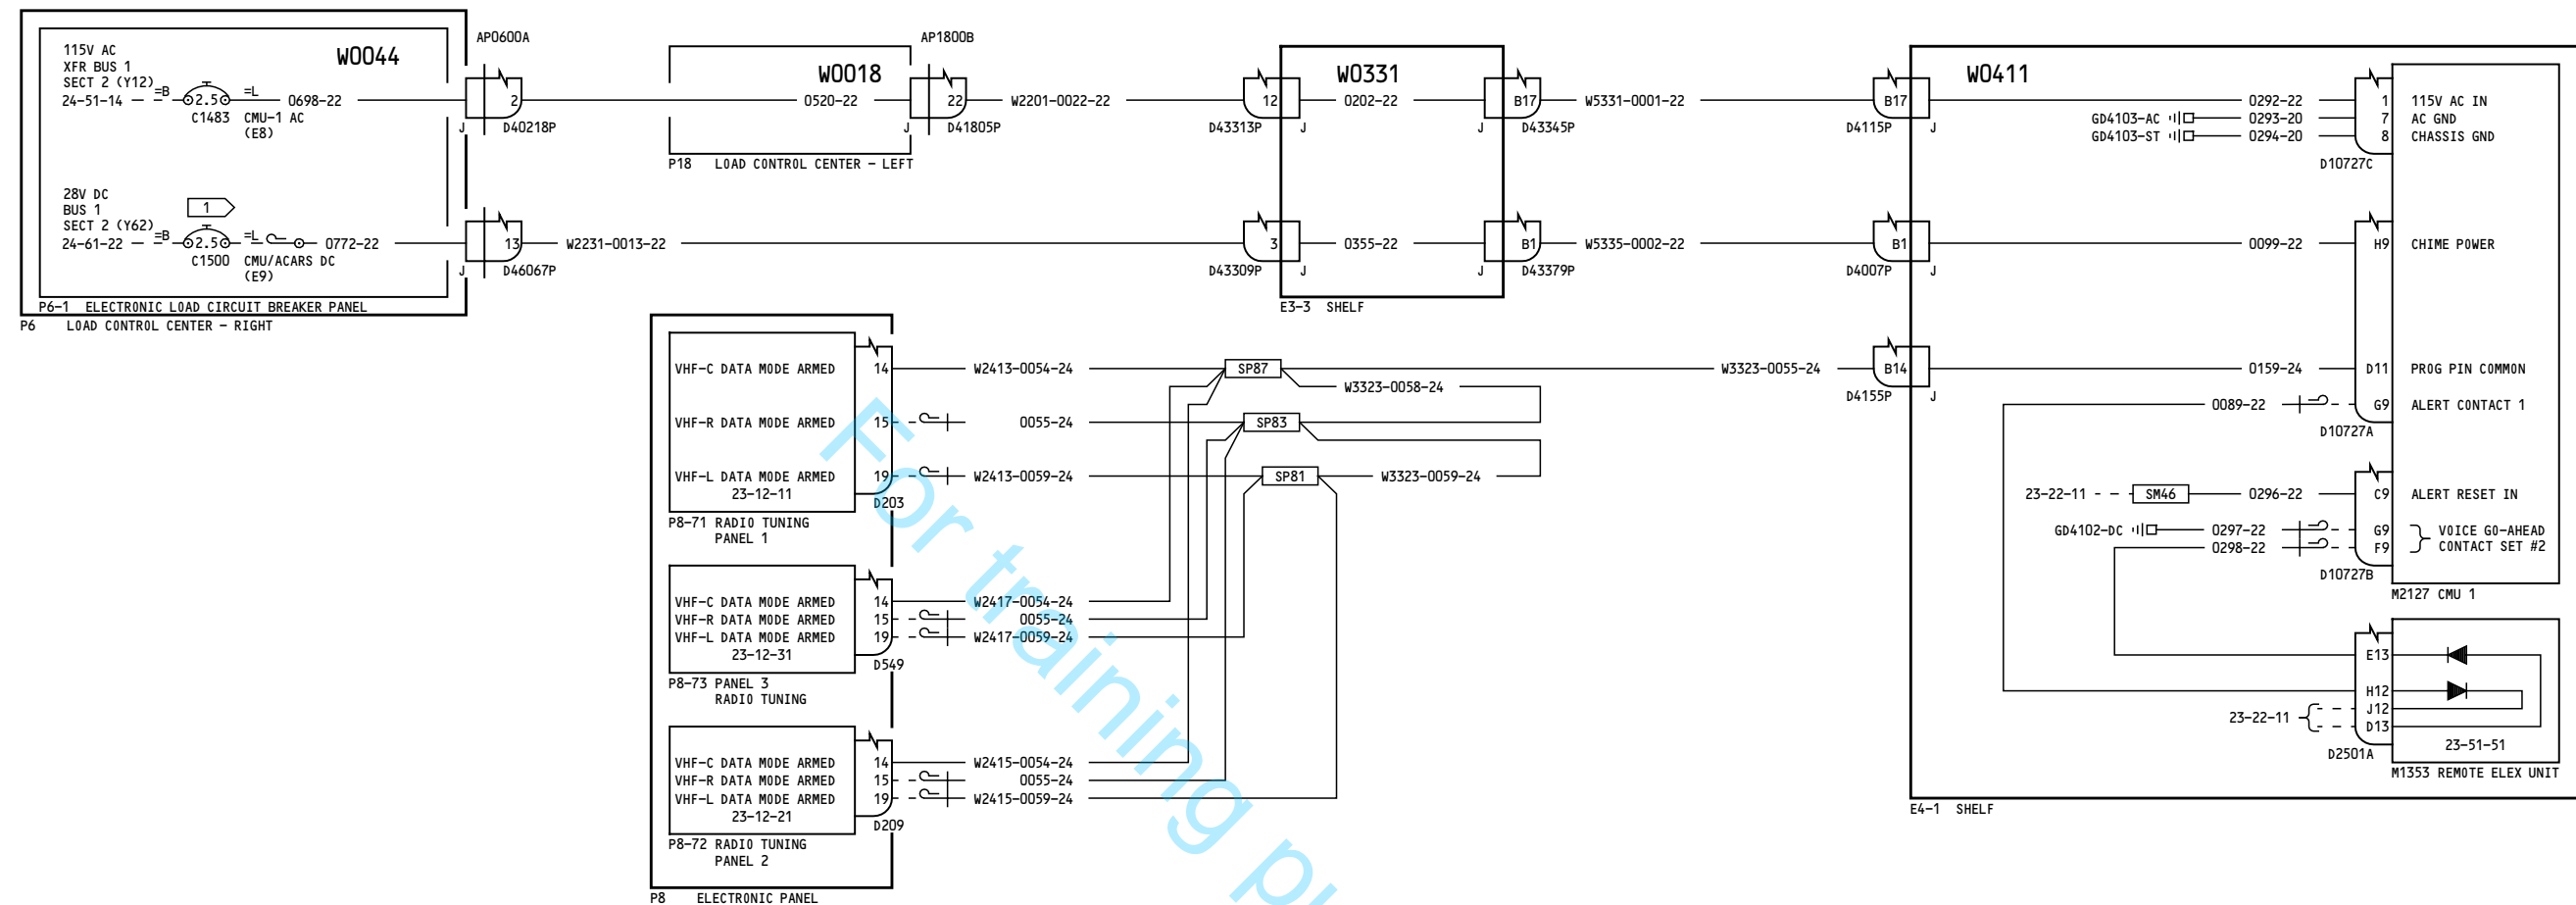 115V AC
XFR BUS 1
SECT 2 (Y12)
24-51-14
=B
2.5
=L
0698-22
C1483
CMU-1 AC
(E8)
W0044
28V DC
BUS 1
SECT 2 (Y62)
24-61-22
=B
1
2.5
=L
0772-22
C1500
CMU/ACARS DC
(E9)
P6-1 ELECTRONIC LOAD CIRCUIT BREAKER PANEL
P6 LOAD CONTROL CENTER - RIGHT
AP0600A
2
J
D40218P
13
J
D46067P
W2231-0013-22
W0018
0520-22
P18 LOAD CONTROL CENTER - LEFT
AP1800B
22
J
D41805P
W2201-0022-22
12
D43313P
J
W0331
0202-22
B17
J
D43345P
W5331-0001-22
3
D43309P
J
0355-22
B1
J
D43379P
W5335-0002-22
E3-3 SHELF
B17
D4115P
J
B1
D4007P
J
B14
D4155P
J
W0411
0292-22
1
115V AC IN
GD4103-AC
0293-20
7
AC GND
GD4103-ST
0294-20
8
CHASSIS GND
D10727C
0099-22
H9
CHIME POWER
0159-24
D11
PROG PIN COMMON
0089-22
G9
ALERT CONTACT 1
D10727A
23-22-11
SM46
0296-22
C9
ALERT RESET IN
GD4102-DC
0297-22
G9
0298-22
F9
VOICE GO-AHEAD
CONTACT SET #2
D10727B
M2127 CMU 1
E13
H12
J12
D13
23-22-11
D2501A
23-51-51
M1353 REMOTE ELEX UNIT
E4-1 SHELF
VHF-C DATA MODE ARMED
14
W2413-0054-24
SP87
W3323-0055-24
W3323-0058-24
VHF-R DATA MODE ARMED
15
0055-24
SP83
VHF-L DATA MODE ARMED
19
W2413-0059-24
SP81
W3323-0059-24
23-12-11
D203
P8-71 RADIO TUNING
PANEL 1
VHF-C DATA MODE ARMED
14
W2417-0054-24
VHF-R DATA MODE ARMED
15
0055-24
VHF-L DATA MODE ARMED
19
W2417-0059-24
23-12-31
D549
P8-73 PANEL 3
RADIO TUNING
VHF-C DATA MODE ARMED
14
W2415-0054-24
VHF-R DATA MODE ARMED
15
0055-24
VHF-L DATA MODE ARMED
19
W2415-0059-24
23-12-21
D209
P8-72 RADIO TUNING
PANEL 2
P8 ELECTRONIC PANEL
For training